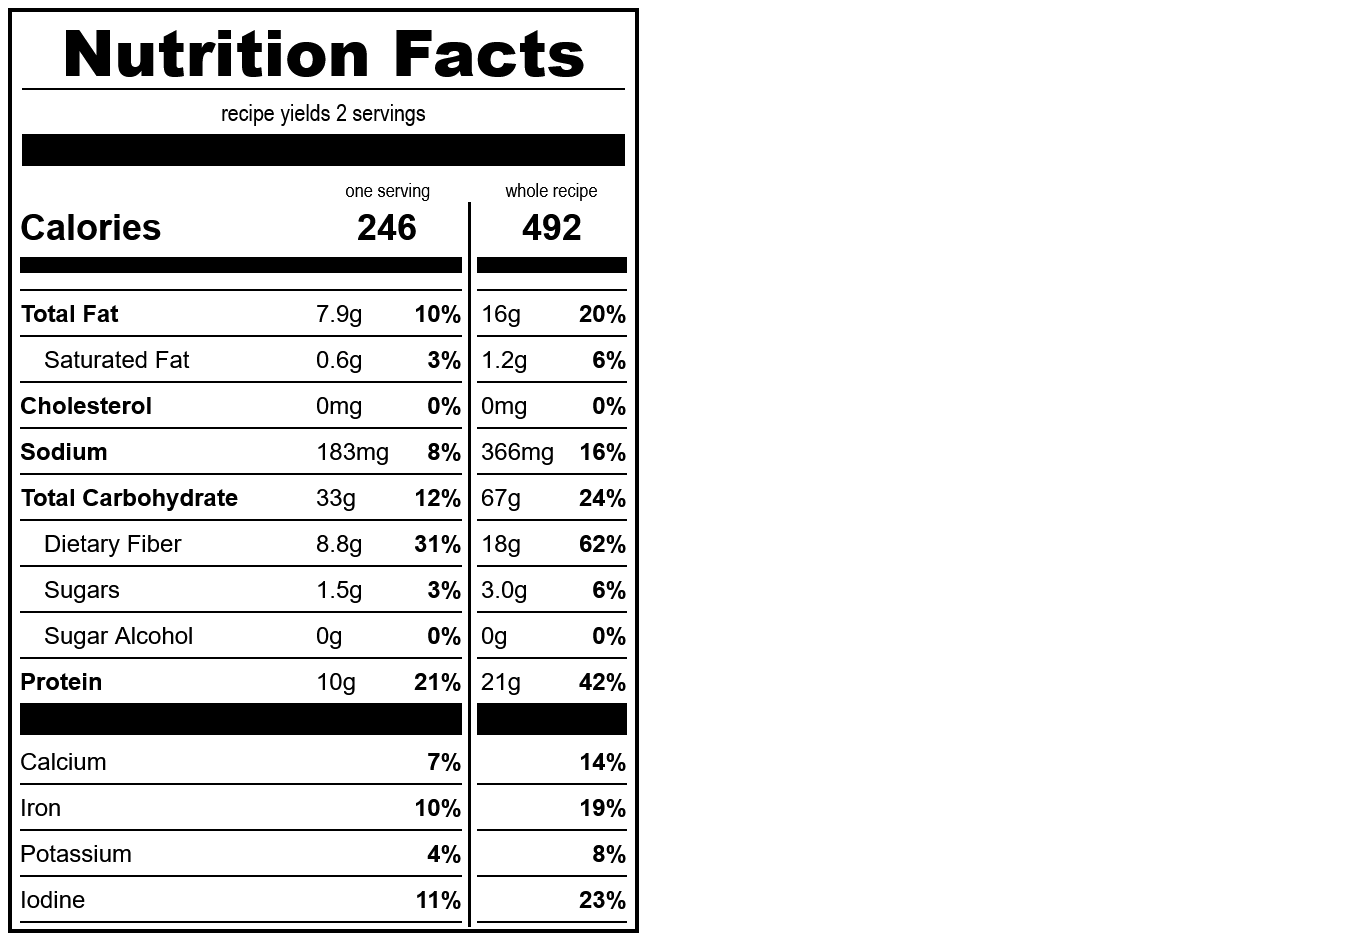 Nutrition Facts
recipe yields 2 servings
one serving whole recipe
Calories 246 492
Total Fat 7.9g 10% 16g 20%
Saturated Fat 0.6g 3% 1.2g 6%
Cholesterol 0mg 0% 0mg 0%
Sodium 183mg 8% 366mg 16%
Total Carbohydrate 33g 12% 67g 24%
Dietary Fiber 8.8g 31% 18g 62%
Sugars 1.5g 3% 3.0g 6%
Sugar Alcohol 0g 0% 0g 0%
Protein 10g 21% 21g 42%
Calcium 7% 14%
Iron 10% 19%
Potassium 4% 8%
Iodine 11% 23%